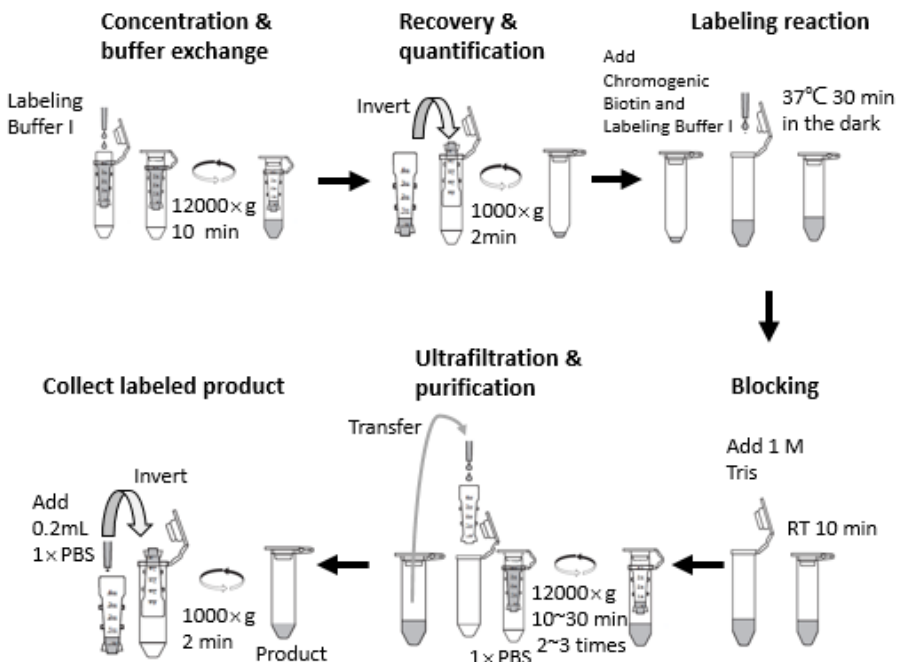 Concentration &
buffer exchange
Labeling
Buffer I
12000×g
10 min
Recovery &
quantification
Invert
1000×g
2min
Labeling reaction
Add
Chromogenic
Biotin and
Labeling Buffer I
37℃ 30 min
in the dark
Blocking
Add 1 M
Tris
RT 10 min
Ultrafiltration &
purification
Transfer
12000×g
10~30 min
2~3 times
1×PBS
Collect labeled product
Invert
Add
0.2mL
1×PBS
1000×g
2 min
Product